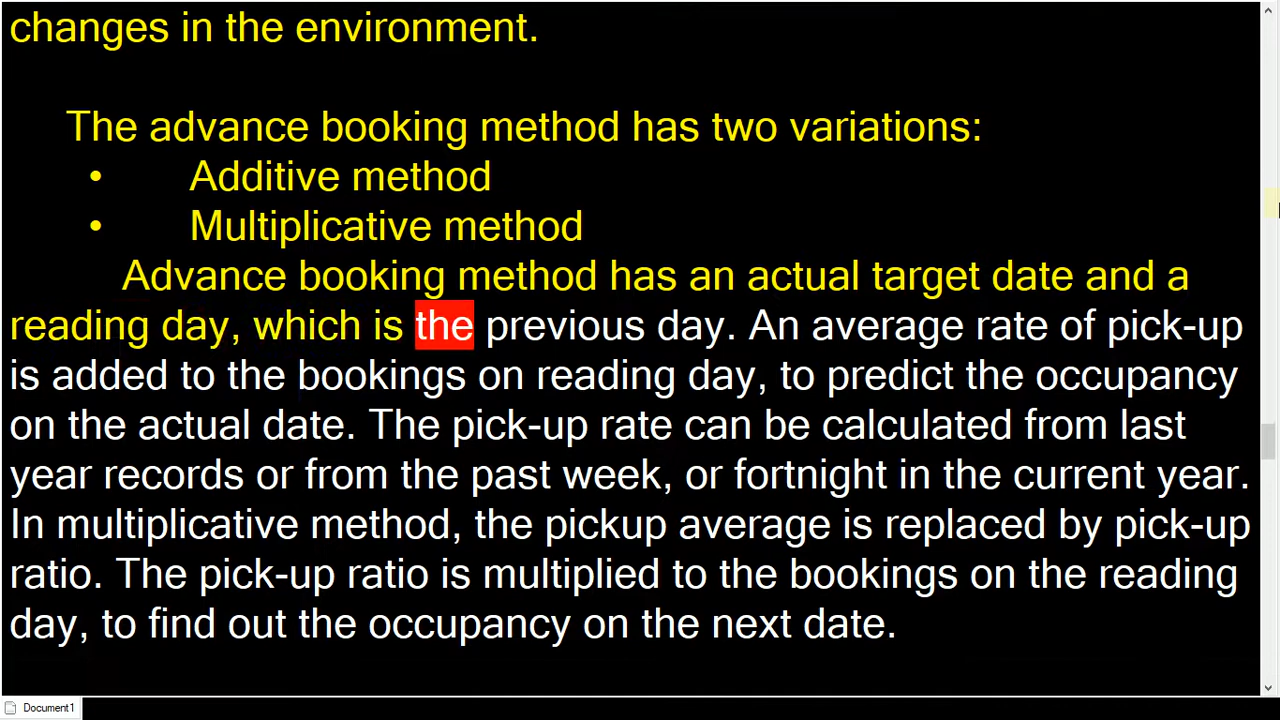 changes in the environment.
The advance booking method has two variations:
• Additive method
• Multiplicative method
Advance booking method has an actual target date and a
reading day, which is the previous day. An average rate of pick-up
is added to the bookings on reading day, to predict the occupancy
on the actual date. The pick-up rate can be calculated from last
year records or from the past week, or fortnight in the current year.
In multiplicative method, the pickup average is replaced by pick-up
ratio. The pick-up ratio is multiplied to the bookings on the reading
day, to find out the occupancy on the next date.
Document1